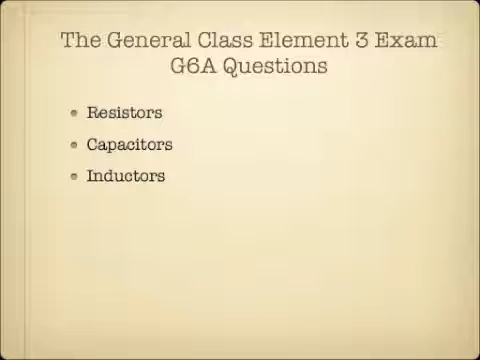 The General Class Element 3 Exam
G6A Questions
Resistors
Capacitors
Inductors